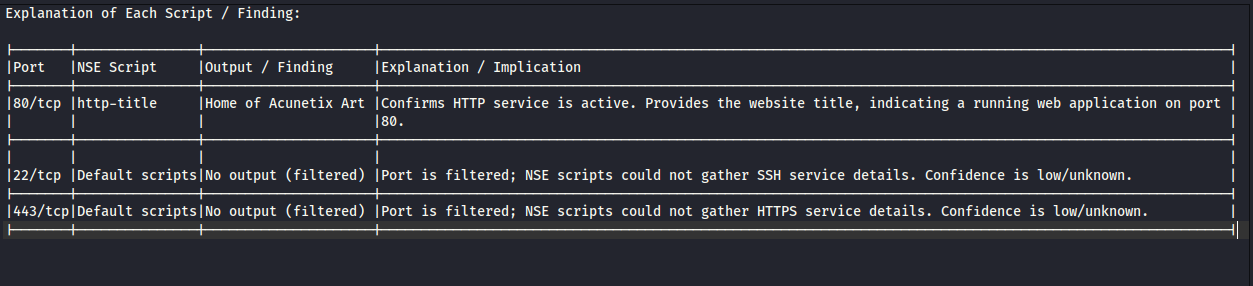 Explanation of Each Script / Finding:
|Port |NSE Script |Output / Finding |Explanation / Implication |
|80/tcp |http-title |Home of Acunetix Art |Confirms HTTP service is active. Provides the website title, indicating a running web application on port |
| | | |80. |
| | | | |
|22/tcp |Default scripts|No output (filtered) |Port is filtered; NSE scripts could not gather SSH service details. Confidence is low/unknown. |
|443/tcp|Default scripts|No output (filtered) |Port is filtered; NSE scripts could not gather HTTPS service details. Confidence is low/unknown. |